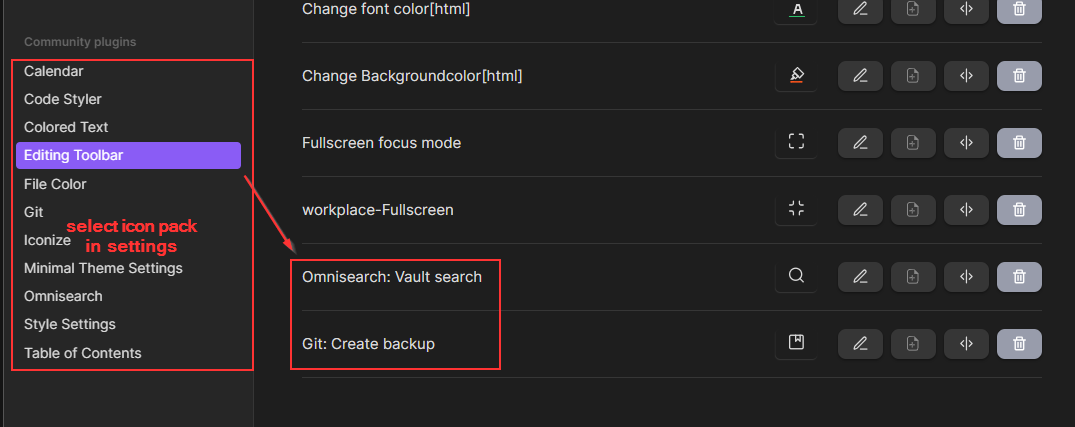 Change font color[html]
A
Community plugins
Calendar
Code Styler
Colored Text
Editing Toolbar
File Color
Git
Iconize
select icon pack
in settings
Minimal Theme Settings
Omnisearch
Style Settings
Table of Contents
Change Backgroundcolor[html]
Fullscreen focus mode
workplace-Fullscreen
Omnisearch: Vault search
Git: Create backup